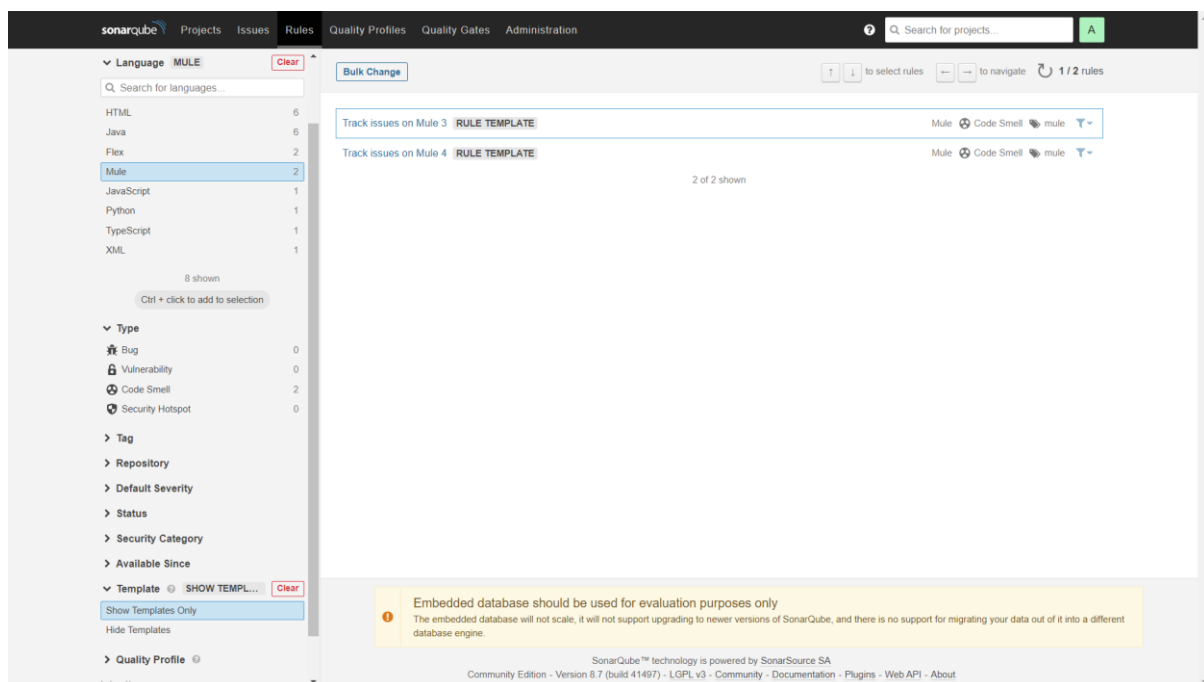 sonarqube Projects Issues Rules Quality Profiles Quality Gates Administration Search for projects... A
Language MULE Clear
Search for languages...
HTML 6
Java 6
Flex 2
Mule 2
JavaScript 1
Python 1
TypeScript 1
XML 1
8 shown
Ctrl + click to add to selection
Type
Bug 0
Vulnerability 0
Code Smell 2
Security Hotspot 0
Tag
Repository
Default Severity
Status
Security Category
Available Since
Template SHOW TEMPL... Clear
Show Templates Only
Hide Templates
Quality Profile
Bulk Change ↑ ↓ to select rules ← → to navigate 1 / 2 rules
Track issues on Mule 3 RULE TEMPLATE Mule Code Smell mule
Track issues on Mule 4 RULE TEMPLATE Mule Code Smell mule
2 of 2 shown
Embedded database should be used for evaluation purposes only
The embedded database will not scale, it will not support upgrading to newer versions of SonarQube, and there is no support for migrating your data out of it into a different
database engine.
SonarQube™ technology is powered by SonarSource SA
Community Edition - Version 8.7 (build 41497) - LGPL v3 - Community - Documentation - Plugins - Web API - About